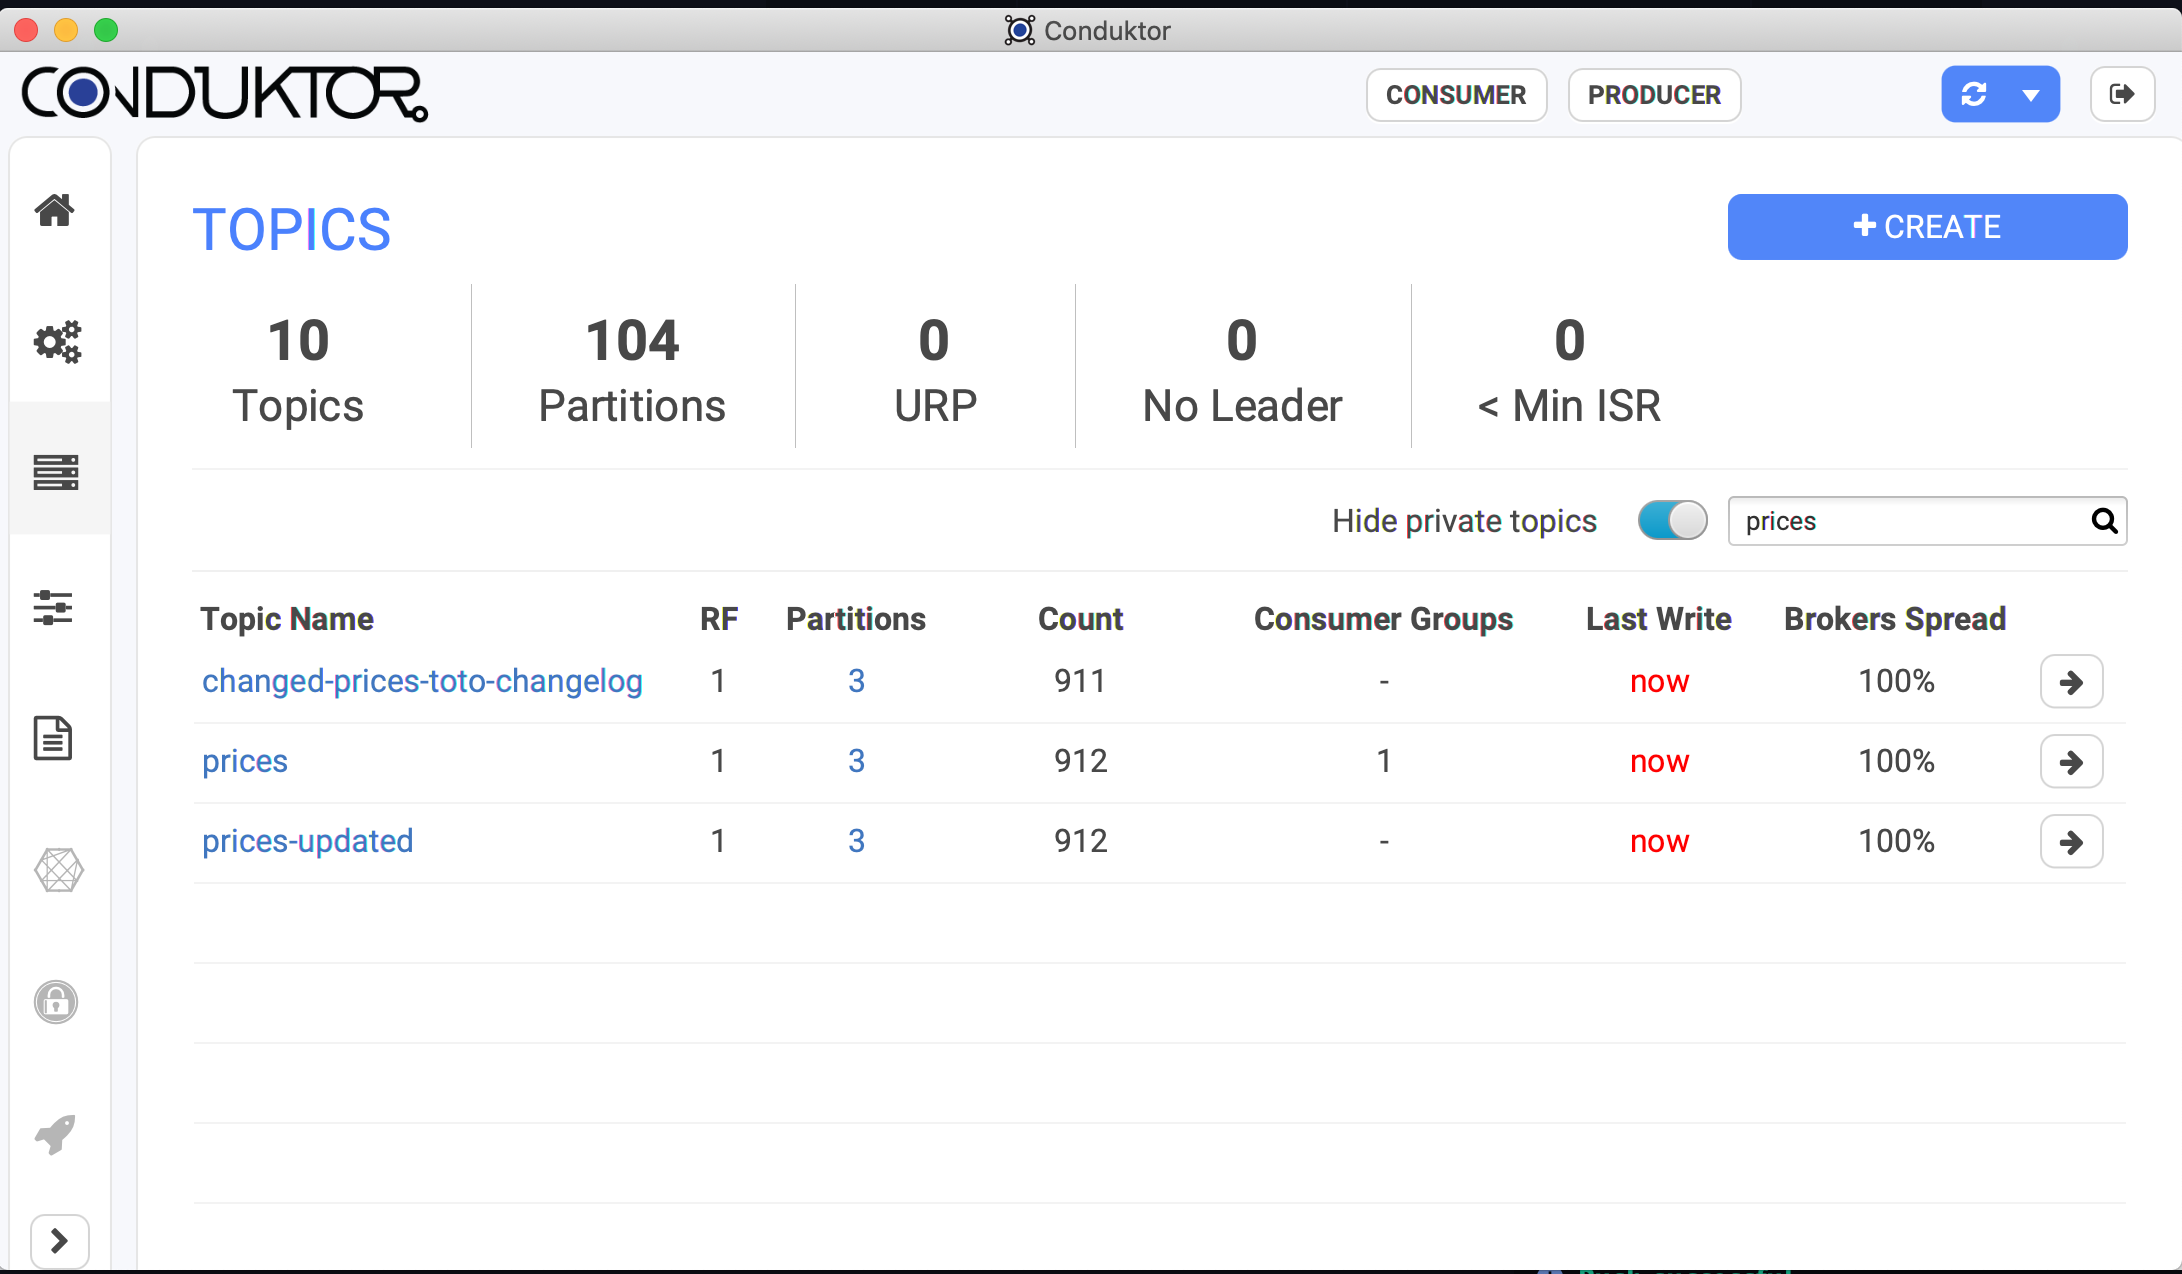 Conduktor
CONDUKTOR
CONSUMER
PRODUCER
TOPICS
CREATE
10 104 0 0 0
Topics Partitions URP No Leader < Min ISR
Hide private topics prices
Topic Name RF Partitions Count Consumer Groups Last Write Brokers Spread
changed-prices-toto-changelog 1 3 911 - now 100%
prices 1 3 912 1 now 100%
prices-updated 1 3 912 - now 100%